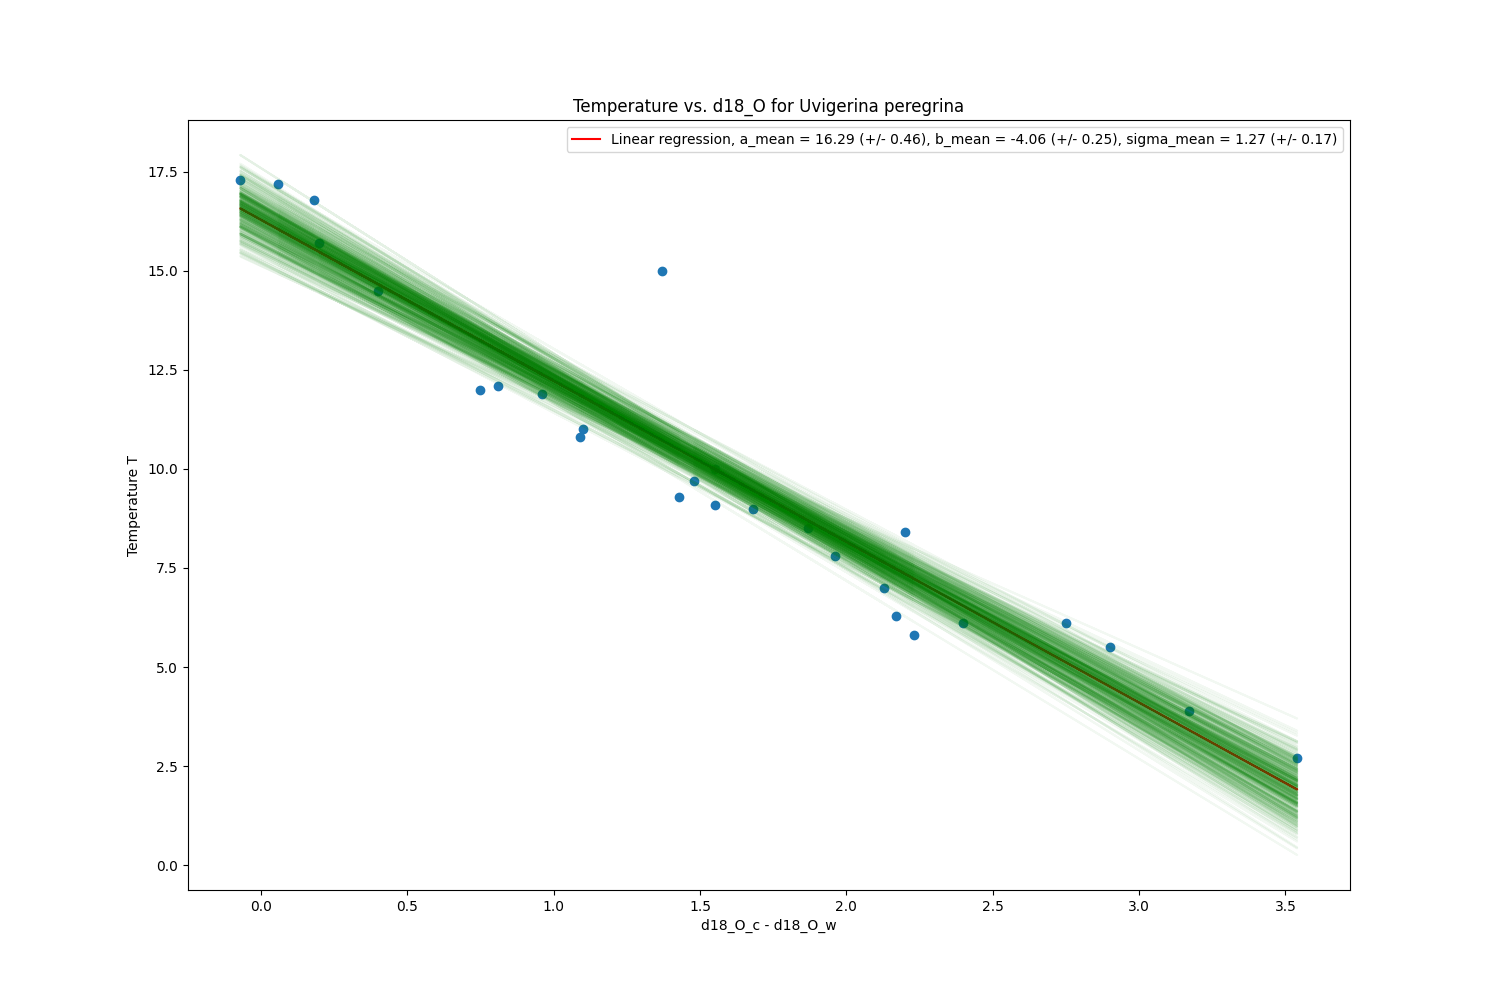 Temperature vs. d18_O for Uvigerina peregrina
Linear regression, a_mean = 16.29 (+/- 0.46), b_mean = -4.06 (+/- 0.25), sigma_mean = 1.27 (+/- 0.17)
Temperature T
17.5
15.0
12.5
10.0
7.5
5.0
2.5
0.0
0.0 0.5 1.0 1.5 2.0 2.5 3.0 3.5
d18_O_c - d18_O_w